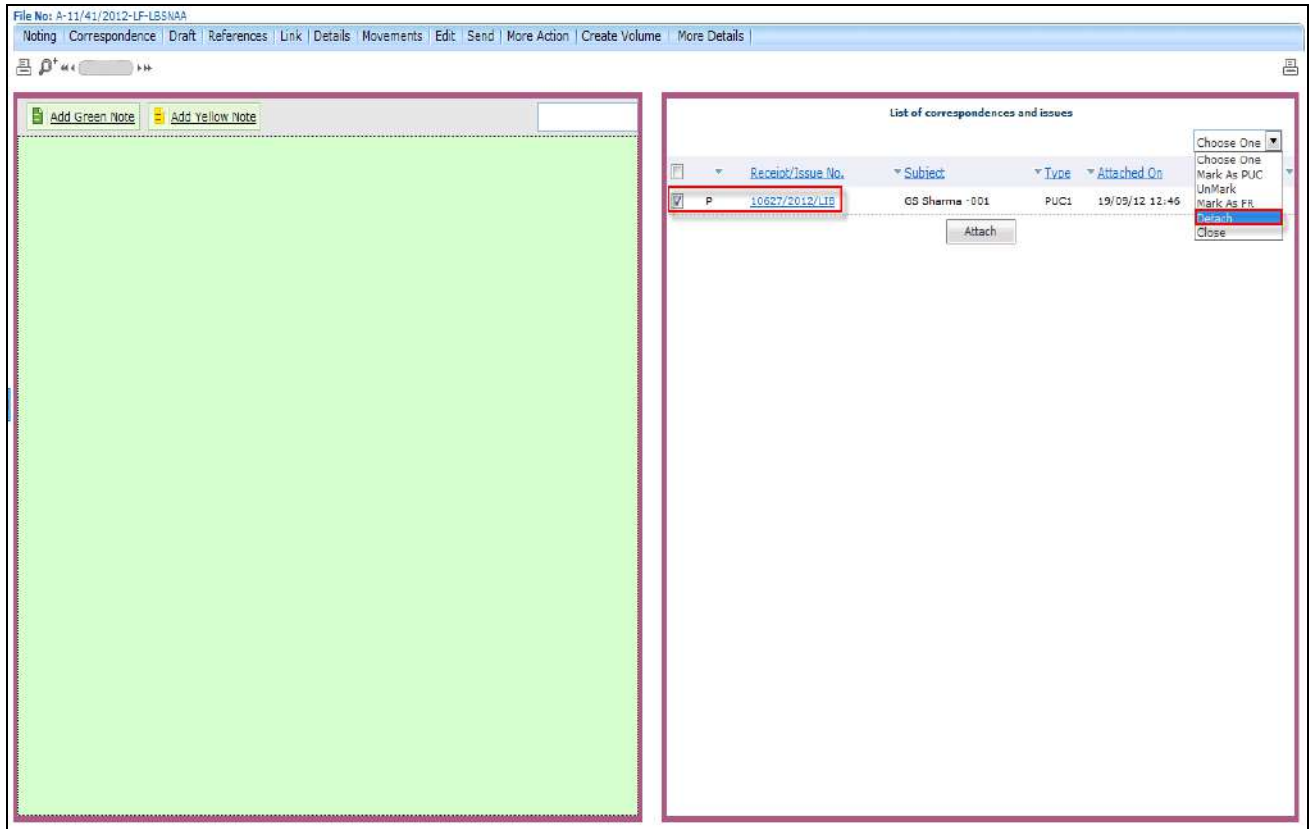 File No: A-11/41/2012-LF-LBSNAA
Noting Correspondence Draft References Link Details Movements Edit Send More Action Create Volume More Details
Add Green Note Add Yellow Note
List of correspondences and issues
Choose One
Choose One
Mark As PUC
UnMark
Mark As FR
Detach
Close
Receipt/Issue No. Subject Type Attached On
P 10627/2012/LIB GS Sharma -001 PUC1 19/09/12 12:46
Attach